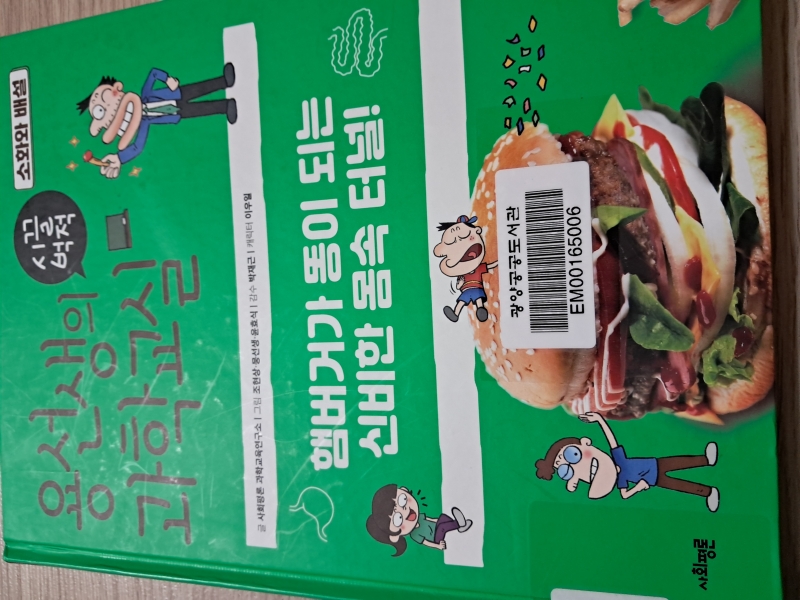 용선생의
시끌
벅적
과학교실
소화와 배설
글 사회평론 과학교육연구소 | 그림 조현상·뭉선생·윤효식 | 감수 박재근 | 캐릭터 이우일
햄버거가 똥이 되는
신비한 몸속 터널!
광양공공도서관
EM00165006
사회평론